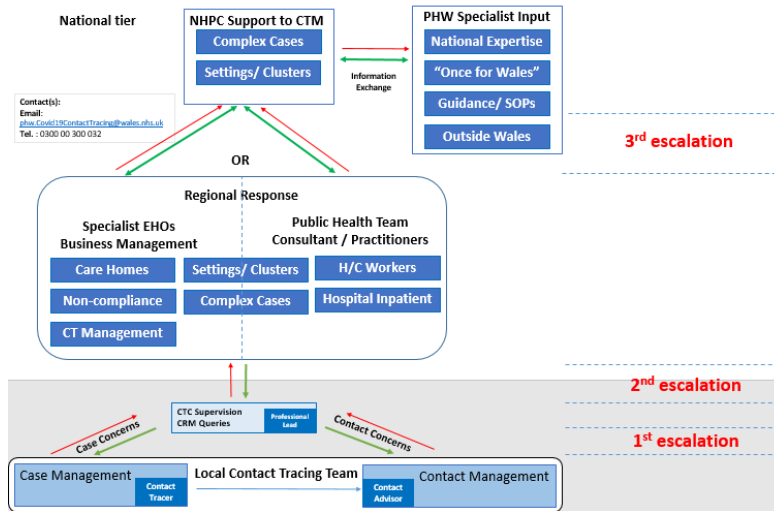 National tier
NHPC Support to CTM
Complex Cases
Settings/ Clusters
Information
Exchange
PHW Specialist Input
National Expertise
“Once for Wales”
Guidance/ SOPs
Outside Wales
Contact(s):
Email:
phw.Covid19ContactTracing@wales.nhs.uk
Tel. : 0300 00 300 032
3rd escalation
OR
Regional Response
Specialist EHOs
Business Management
Public Health Team
Consultant / Practitioners
Care Homes
Settings/ Clusters
H/C Workers
Non-compliance
Complex Cases
Hospital Inpatient
CT Management
2nd escalation
CTC Supervision
CRM Queries
Professional
Lead
Case Concerns
Contact Concerns
1st escalation
Case Management
Contact
Tracer
Local Contact Tracing Team
Contact
Advisor
Contact Management